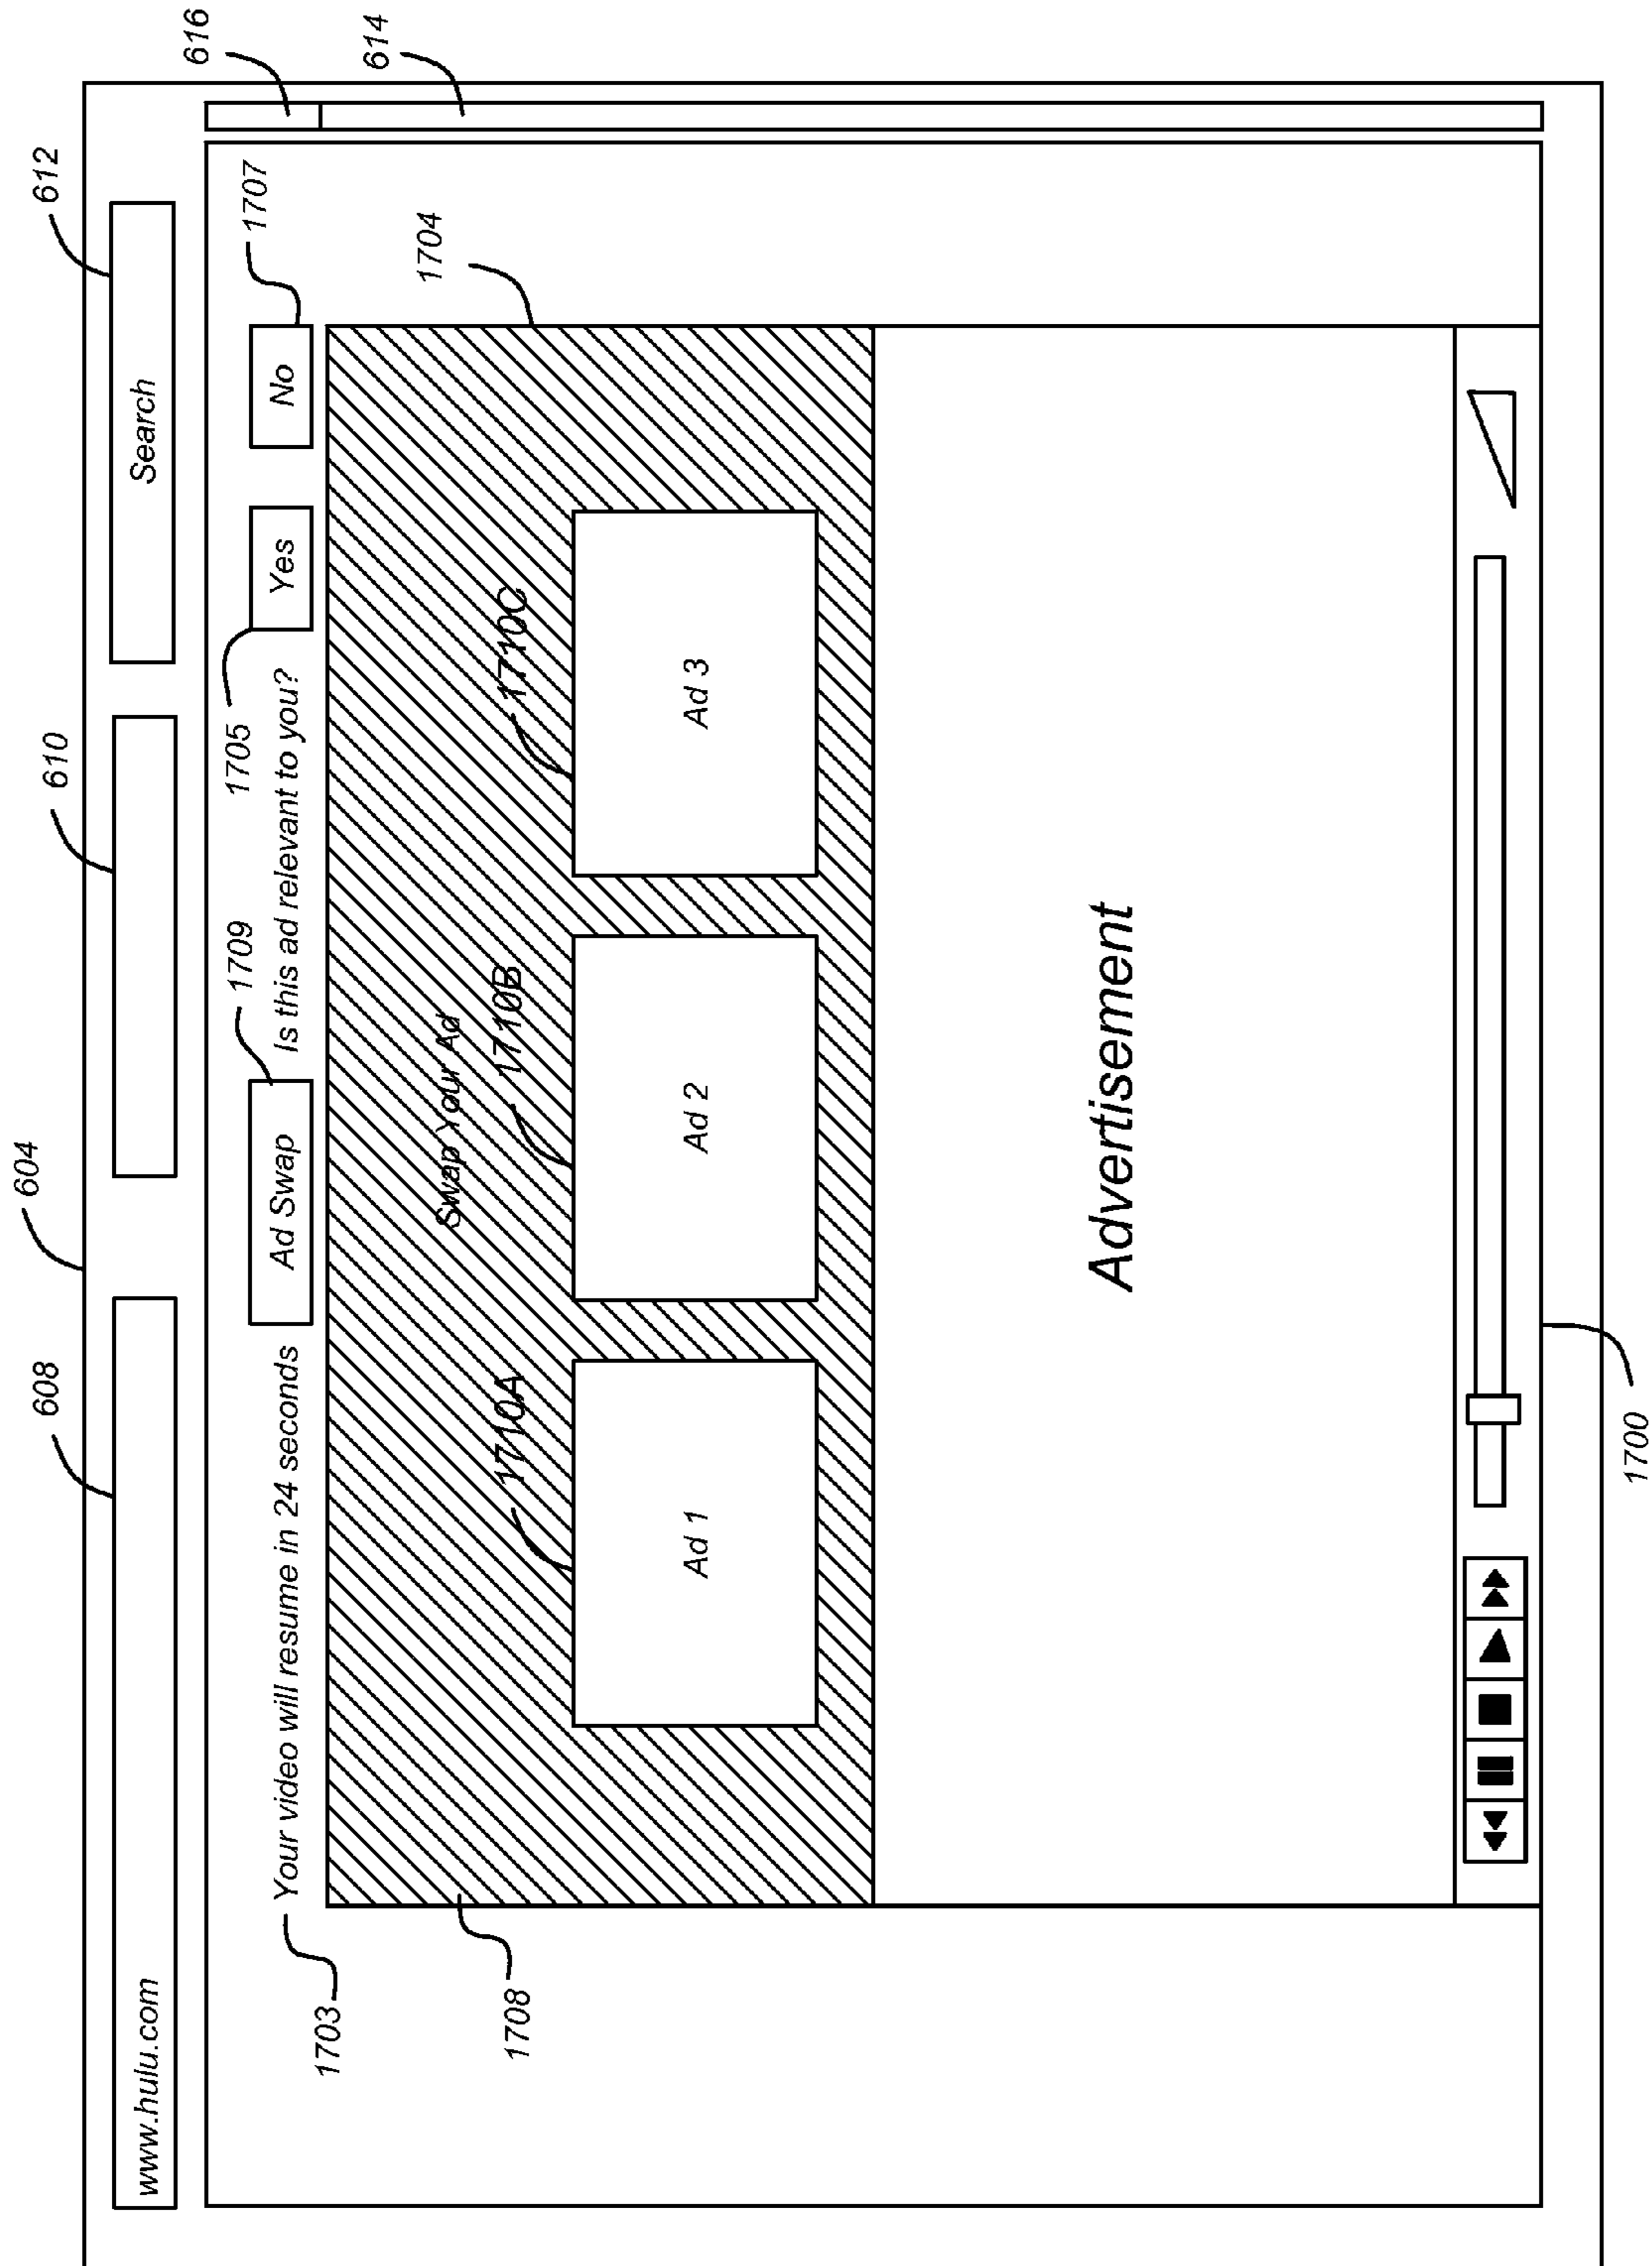 604
608
610
612
616
614
www.hulu.com
Search
1703
Your video will resume in 24 seconds
Ad Swap
1709
Is this ad relevant to you?
1705
Yes
No
1707
1704
1708
Swap Your Ad
1710A
1710B
1710C
Ad 1
Ad 2
Ad 3
Advertisement
1700